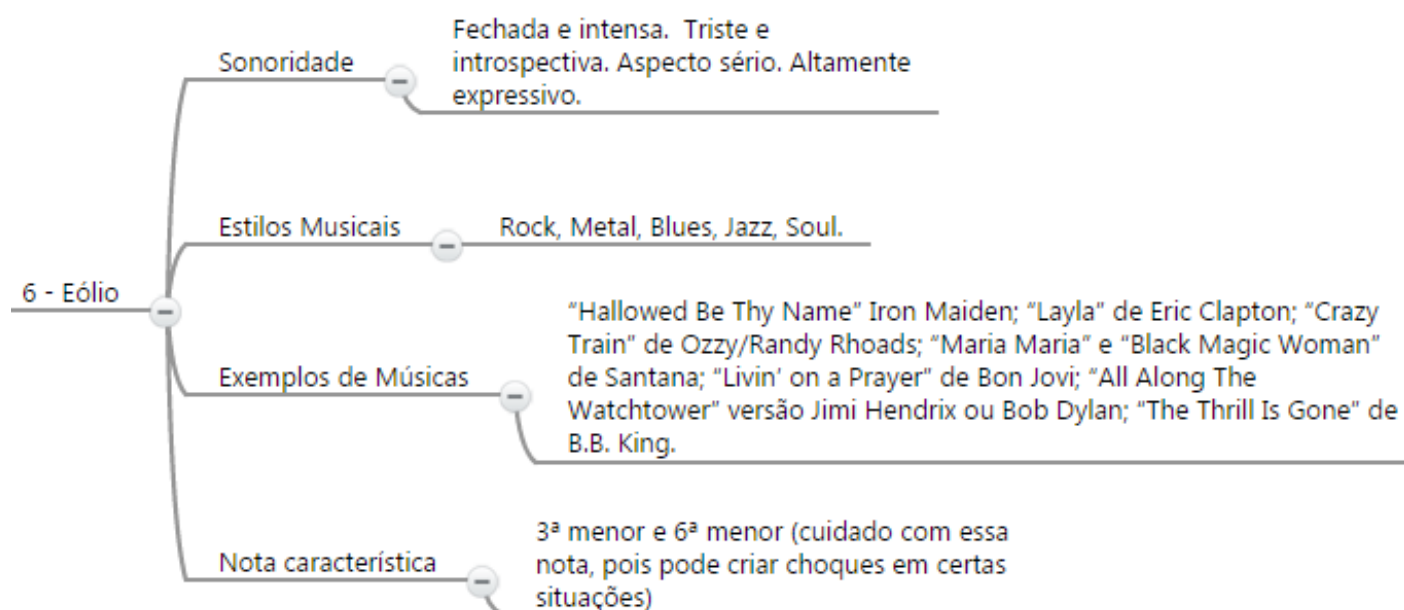 Sonoridade
Fechada e intensa.  Triste e
introspectiva. Aspecto sério. Altamente
expressivo.
Estilos Musicais
Rock, Metal, Blues, Jazz, Soul.
6 - Eólio
Exemplos de Músicas
“Hallowed Be Thy Name” Iron Maiden; “Layla” de Eric Clapton; “Crazy
Train” de Ozzy/Randy Rhoads; “Maria Maria” e “Black Magic Woman”
de Santana; “Livin’ on a Prayer” de Bon Jovi; “All Along The
Watchtower” versão Jimi Hendrix ou Bob Dylan; “The Thrill Is Gone” de
B.B. King.
Nota característica
3ª menor e 6ª menor (cuidado com essa
nota, pois pode criar choques em certas
situações)